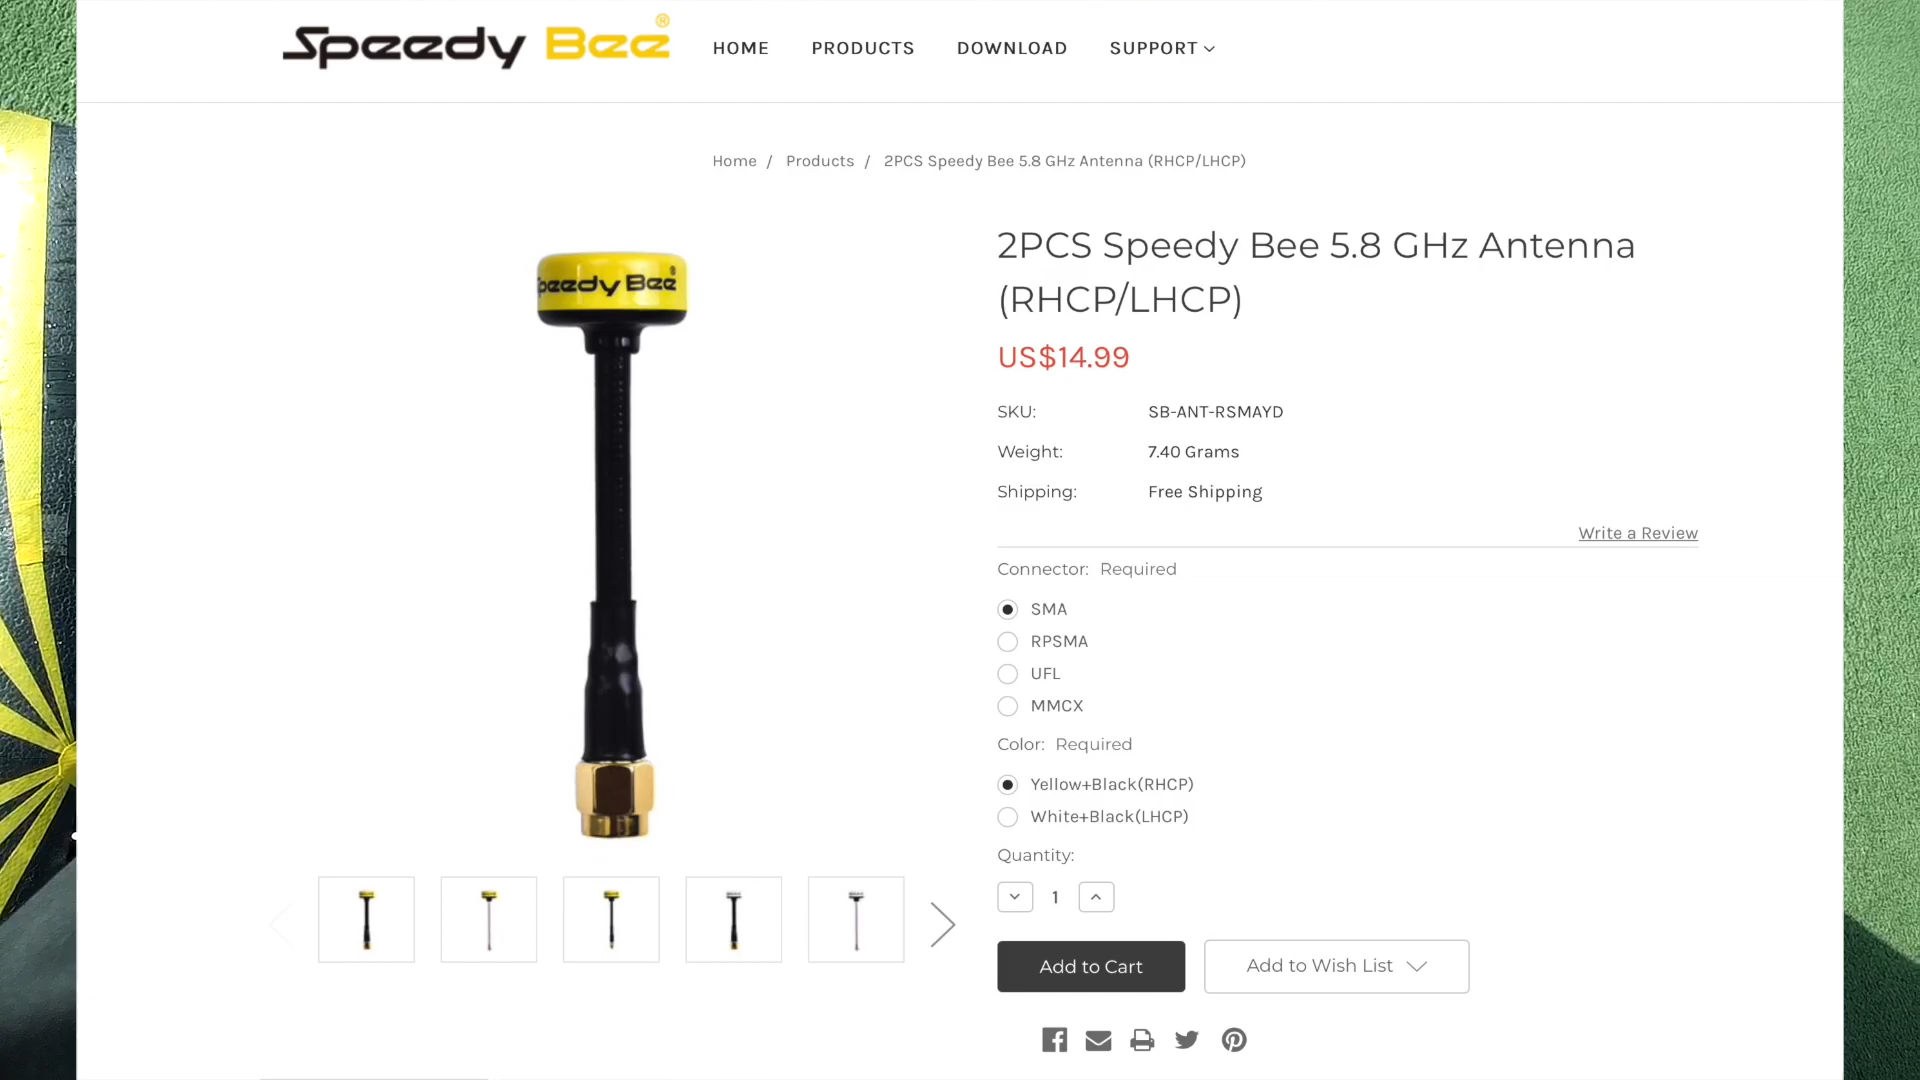 Speedy Bee®
HOME PRODUCTS DOWNLOAD SUPPORT
Home / Products / 2PCS Speedy Bee 5.8 GHz Antenna (RHCP/LHCP)
Speedy Bee®
2PCS Speedy Bee 5.8 GHz Antenna
(RHCP/LHCP)
US$14.99
SKU: SB-ANT-RSMAYD
Weight: 7.40 Grams
Shipping: Free Shipping
Write a Review
Connector: Required
SMA
RPSMA
UFL
MMCX
Color: Required
Yellow+Black(RHCP)
White+Black(LHCP)
Quantity:
1
Add to Cart
Add to Wish List